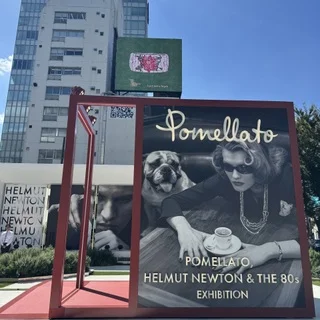 Pomellato
POMELLATO,
HELMUT NEWTON & THE 80s
EXHIBITION
HELMUT
NEWTON
HELMUT
NEWTON
HELMUT
NEWTON